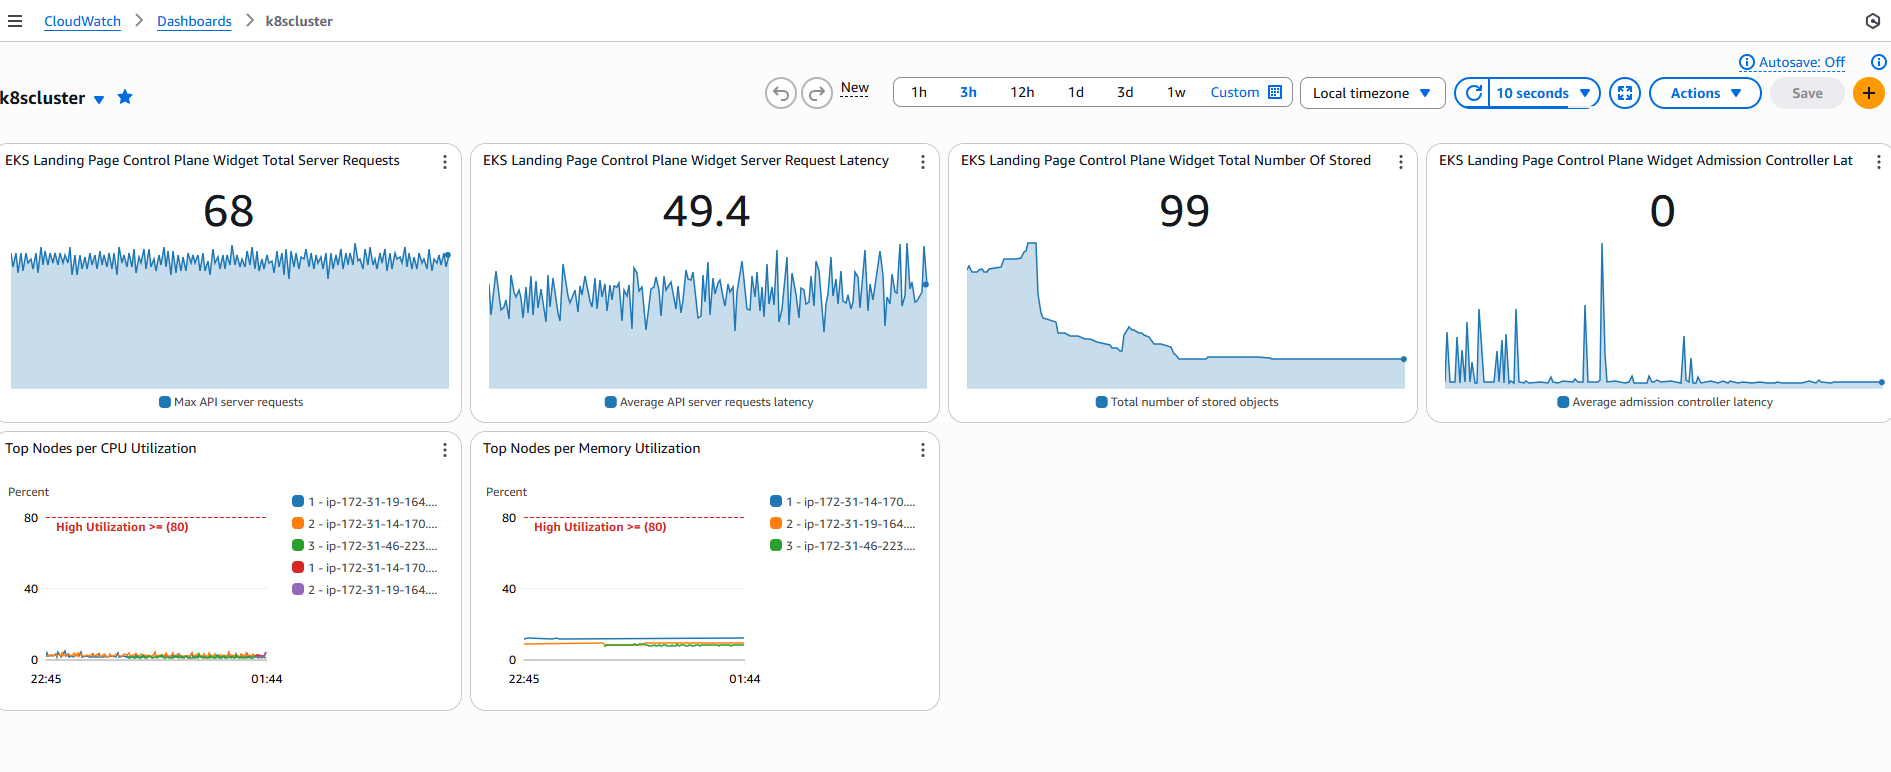 CloudWatch > Dashboards > k8scluster
Autosave: Off
k8scluster
New
1h 3h 12h 1d 3d 1w Custom
Local timezone
10 seconds
Actions
Save
EKS Landing Page Control Plane Widget Total Server Requests
68
Max API server requests
EKS Landing Page Control Plane Widget Server Request Latency
49.4
Average API server requests latency
EKS Landing Page Control Plane Widget Total Number Of Stored
99
Total number of stored objects
EKS Landing Page Control Plane Widget Admission Controller Lat
0
Average admission controller latency
Top Nodes per CPU Utilization
Percent
80
High Utilization >= (80)
40
0
22:45 01:44
1 - ip-172-31-19-164....
2 - ip-172-31-14-170....
3 - ip-172-31-46-223....
1 - ip-172-31-14-170....
2 - ip-172-31-19-164....
Top Nodes per Memory Utilization
Percent
80
High Utilization >= (80)
40
0
22:45 01:44
1 - ip-172-31-14-170....
2 - ip-172-31-19-164....
3 - ip-172-31-46-223....